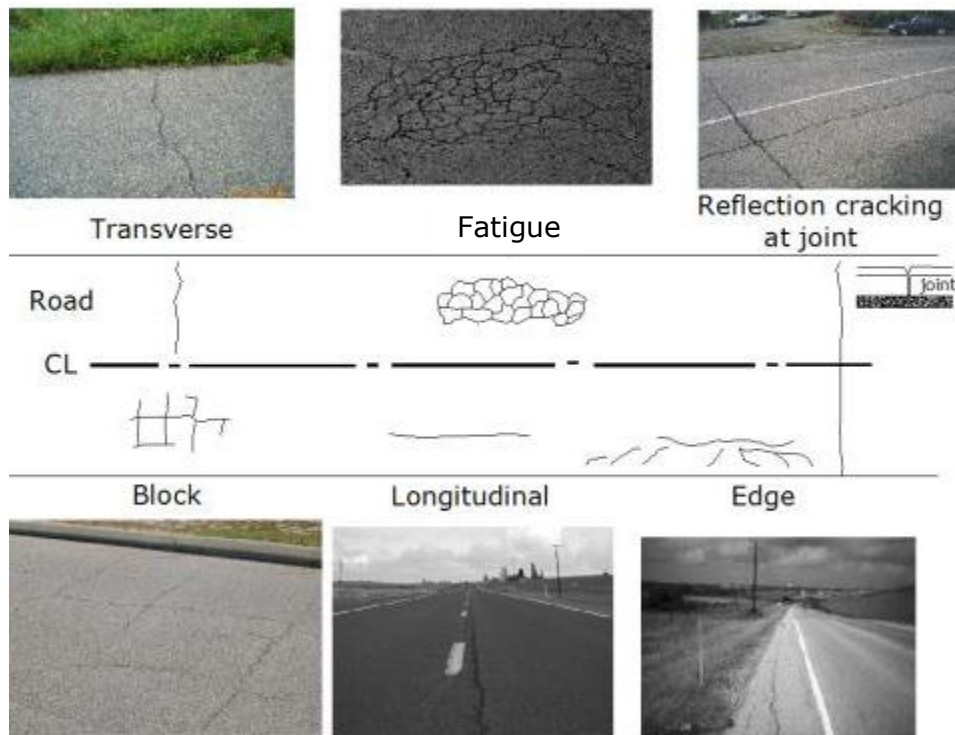 Transverse
Fatigue
Reflection cracking
at joint
Road
joint
CL
Block
Longitudinal
Edge